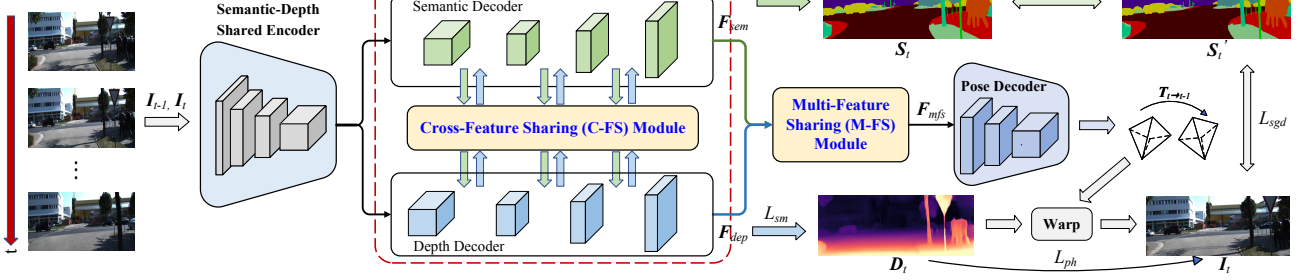 Semantic-Depth
Shared Encoder
Semantic Decoder
F_sem
S_t
S_t'
I_t-1, I_t
Cross-Feature Sharing (C-FS) Module
Multi-Feature
Sharing (M-FS)
Module
F_mfs
Pose Decoder
T_t→t-1
L_sgd
t
Depth Decoder
F_dep
L_sm
D_t
Warp
L_ph
I_t